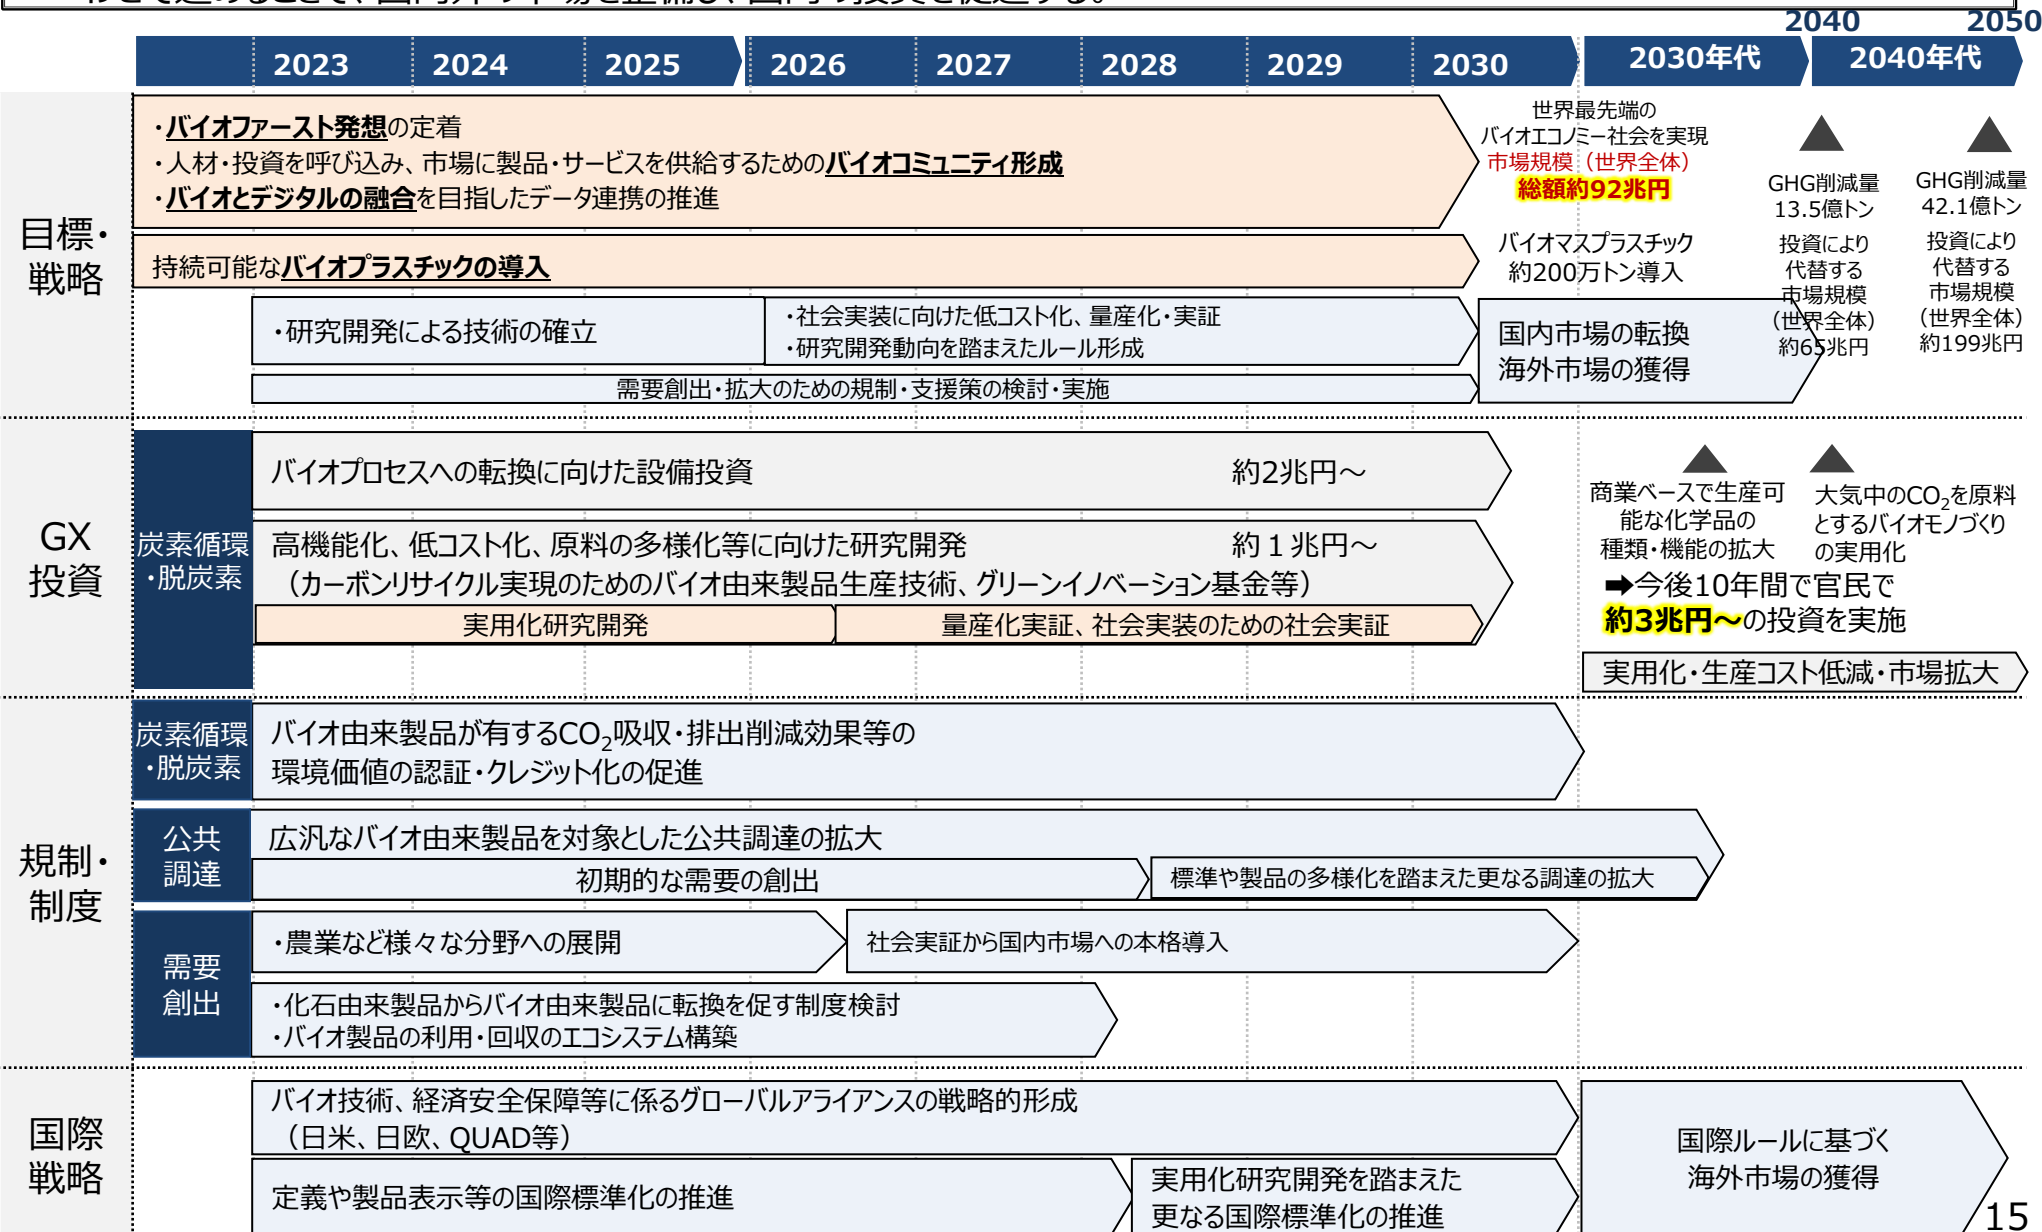 わせて進めることで、国内外の市場を整備し、国内の投資を促進する。
2040
2050
2023
2024
2025
2026
2027
2028
2029
2030
2030年代
2040年代
目標・
戦略
・バイオファースト発想の定着
・人材・投資を呼び込み、市場に製品・サービスを供給するためのバイオコミュニティ形成
・バイオとデジタルの融合を目指したデータ連携の推進
世界最先端の
バイオエコノミー社会を実現
市場規模（世界全体）
総額約92兆円
持続可能なバイオプラスチックの導入
バイオマスプラスチック
約200万トン導入
GHG削減量
13.5億トン
投資により
代替する
市場規模
（世界全体）
約65兆円
GHG削減量
42.1億トン
投資により
代替する
市場規模
（世界全体）
約199兆円
・研究開発による技術の確立
・社会実装に向けた低コスト化、量産化・実証
・研究開発動向を踏まえたルール形成
国内市場の転換
海外市場の獲得
需要創出・拡大のための規制・支援策の検討・実施
GX
投資
炭素循環
・脱炭素
バイオプロセスへの転換に向けた設備投資 約2兆円～
高機能化、低コスト化、原料の多様化等に向けた研究開発 約１兆円～
（カーボンリサイクル実現のためのバイオ由来製品生産技術、グリーンイノベーション基金等）
実用化研究開発
量産化実証、社会実装のための社会実証
商業ベースで生産可
能な化学品の
種類・機能の拡大
大気中のCO₂を原料
とするバイオモノづくり
の実用化
➡今後10年間で官民で
約3兆円～の投資を実施
実用化・生産コスト低減・市場拡大
規制・
制度
炭素循環
・脱炭素
バイオ由来製品が有するCO₂吸収・排出削減効果等の
環境価値の認証・クレジット化の促進
公共
調達
広汎なバイオ由来製品を対象とした公共調達の拡大
初期的な需要の創出
標準や製品の多様化を踏まえた更なる調達の拡大
需要
創出
・農業など様々な分野への展開
社会実証から国内市場への本格導入
・化石由来製品からバイオ由来製品に転換を促す制度検討
・バイオ製品の利用・回収のエコシステム構築
国際
戦略
バイオ技術、経済安全保障等に係るグローバルアライアンスの戦略的形成
（日米、日欧、QUAD等）
定義や製品表示等の国際標準化の推進
実用化研究開発を踏まえた
更なる国際標準化の推進
国際ルールに基づく
海外市場の獲得
15